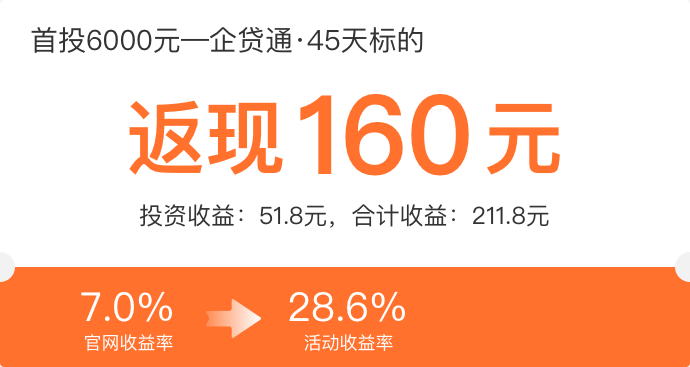 首投6000元—企贷通·45天标的
返现160元
投资收益：51.8元，合计收益：211.8元
7.0% 28.6%
官网收益率 活动收益率